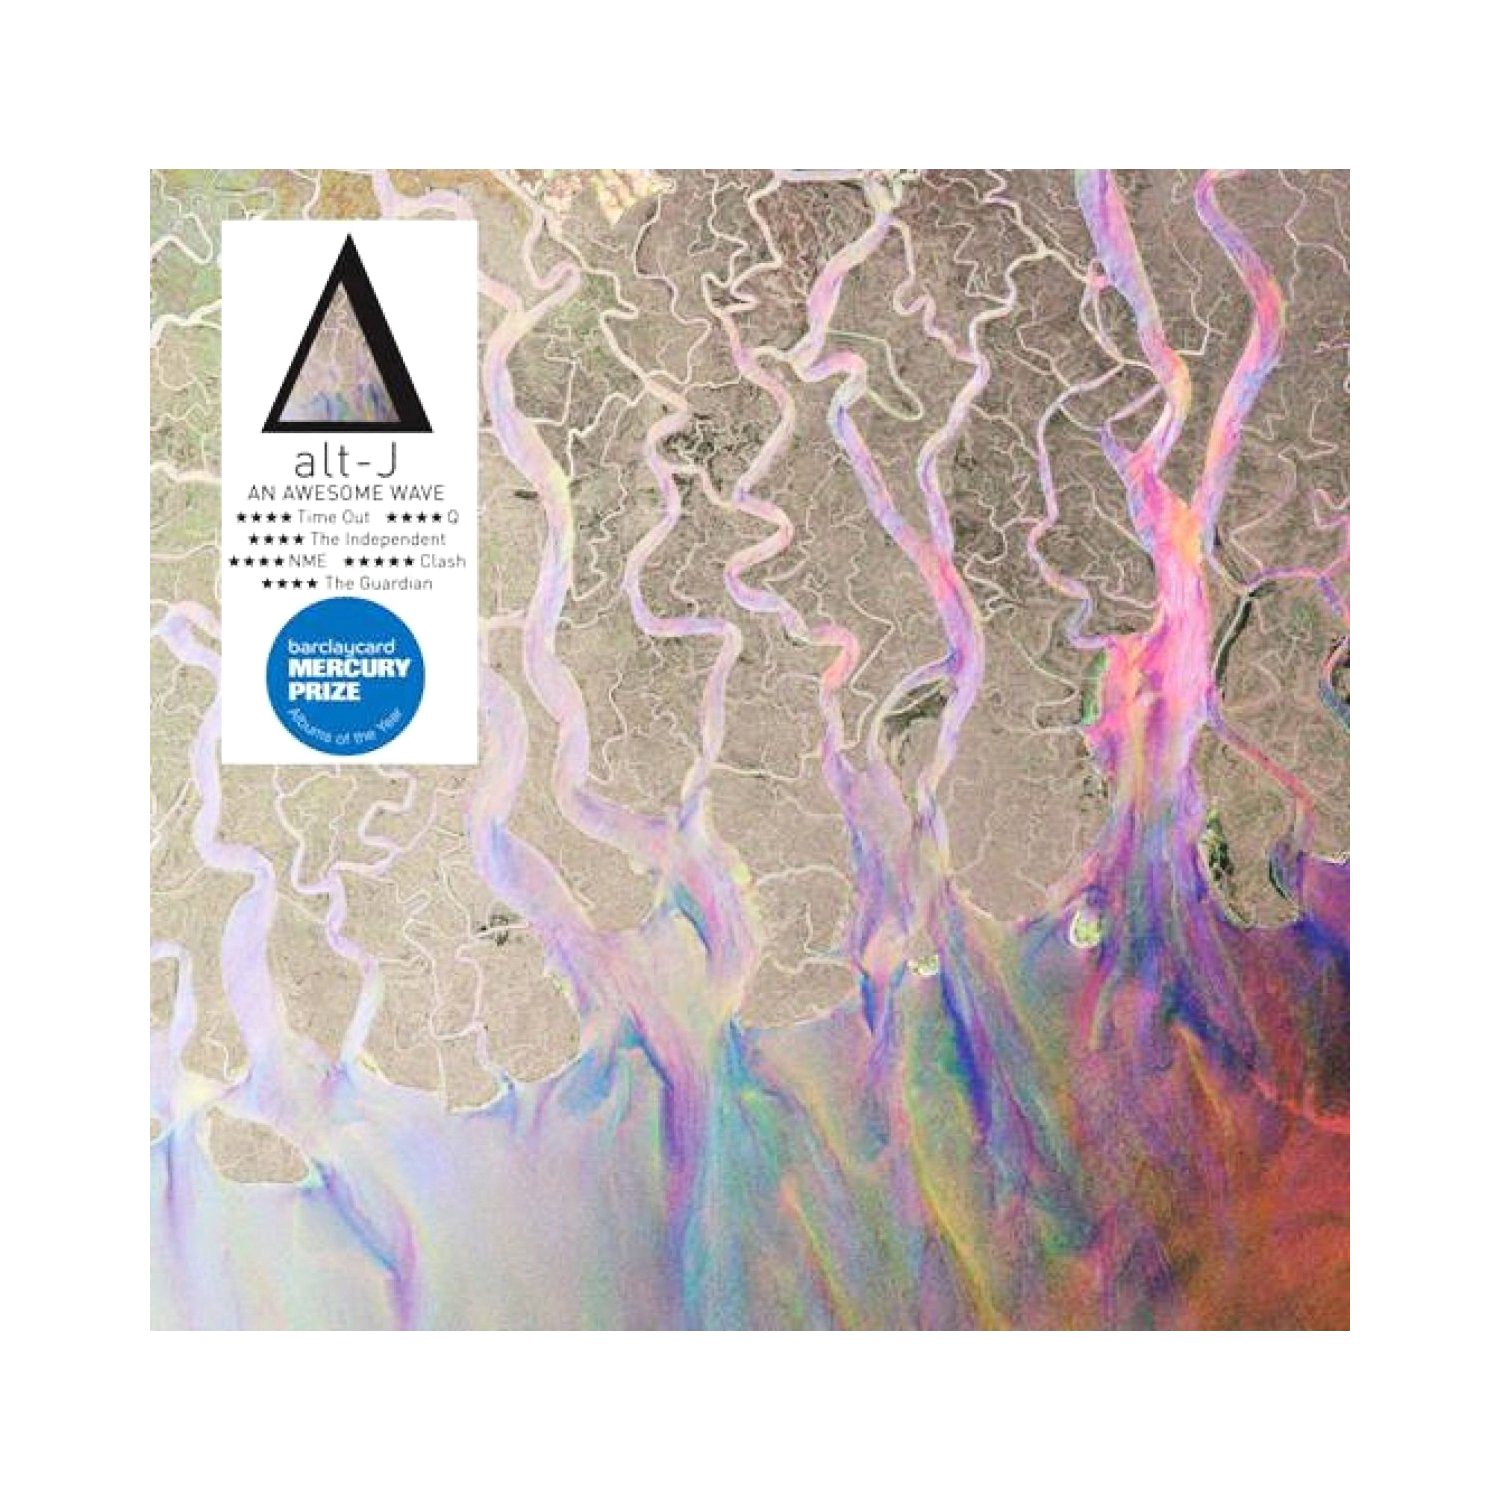 alt-J
AN AWESOME WAVE
★★★★ Time Out ★★★★ Q
★★★★ The Independent
★★★★ NME ★★★★★ Clash
★★★★ The Guardian
barclaycard
MERCURY
PRIZE
Albums of the Year